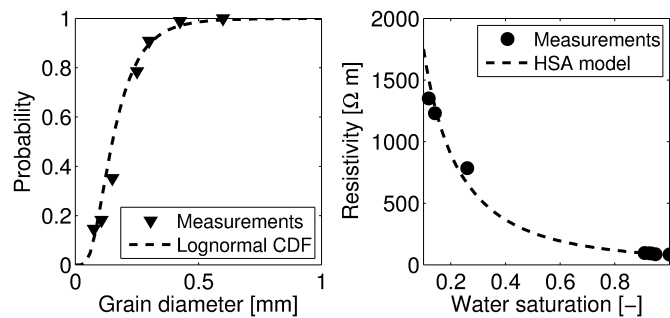 1
0.8
0.6
0.4
0.2
0
0
0.5
1
Probability
Grain diameter [mm]
Measurements
Lognormal CDF
2000
1500
1000
500
0
0.2
0.4
0.6
0.8
Resistivity [Ω m]
Water saturation [–]
Measurements
HSA model